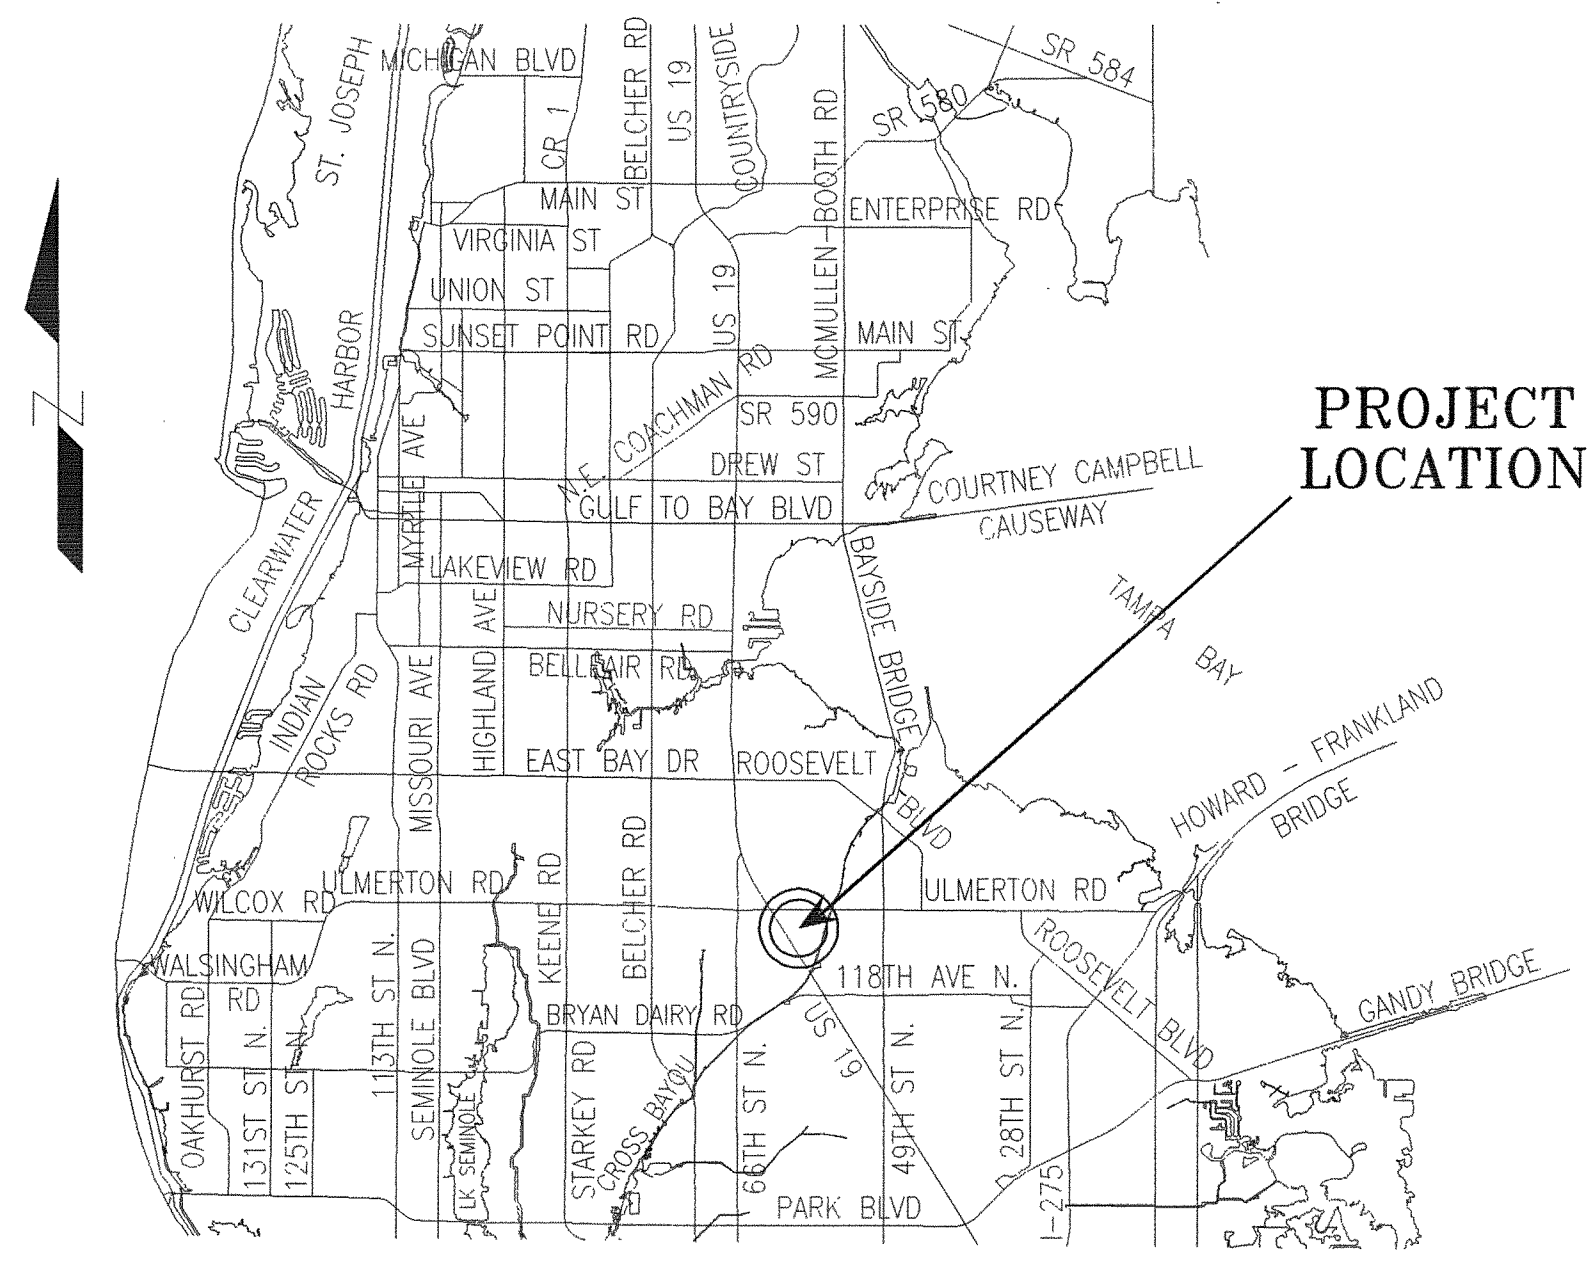 MICHIGAN BLVD
ST. JOSEPH
CR 1
BELCHER RD
US 19
COUNTRYSIDE
MCMULLEN-BOOTH RD
SR 584
SR 580
MAIN ST
ENTERPRISE RD
VIRGINIA ST
UNION ST
US 19
HARBOR
SUNSET POINT RD
MAIN ST
N.E. COACHMAN RD
SR 590
PROJECT
LOCATION
MYRTLE AVE
DREW ST
GULF TO BAY BLVD
COURTNEY CAMPBELL
CAUSEWAY
CLEARWATER
LAKEVIEW RD
NURSERY RD
HIGHLAND AVE
BAYSIDE BRIDGE
TAMPA BAY
BELLEAIR RD
INDIAN
ROCKS RD
MISSOURI AVE
EAST BAY DR
ROOSEVELT
BLVD
HOWARD - FRANKLAND
BRIDGE
ULMERTON RD
WILCOX RD
KEENE RD
BELCHER RD
ULMERTON RD
WALSINGHAM
RD
118TH AVE N.
ROOSEVELT BLVD
GANDY BRIDGE
OAKHURST RD
131ST ST N.
125TH ST N.
113TH ST N.
SEMINOLE BLVD
LK SEMINOLE
BRYAN DAIRY RD
STARKEY RD
CROSS BAYOU
66TH ST N.
US 19
49TH ST N.
28TH ST N.
I-275
PARK BLVD
N